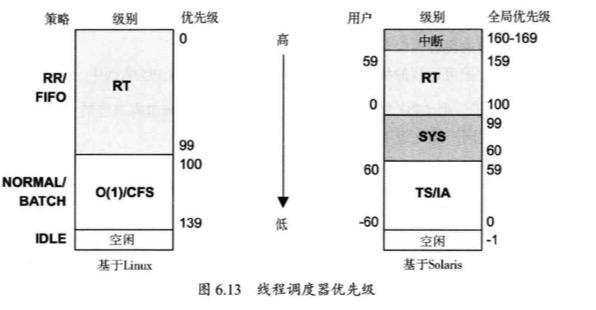 策略 级别 优先级 用户 级别 全局优先级
0 高 中断 160-169
59 159
RR/ RT RT
FIFO
0 100
99
SYS
99 60
100 60 59
NORMAL/ O(1)/CFS TS/IA
BATCH
139 低 -60 0
IDLE 空闲 空闲 -1
基于Linux 基于Solaris
图 6.13 线程调度器优先级